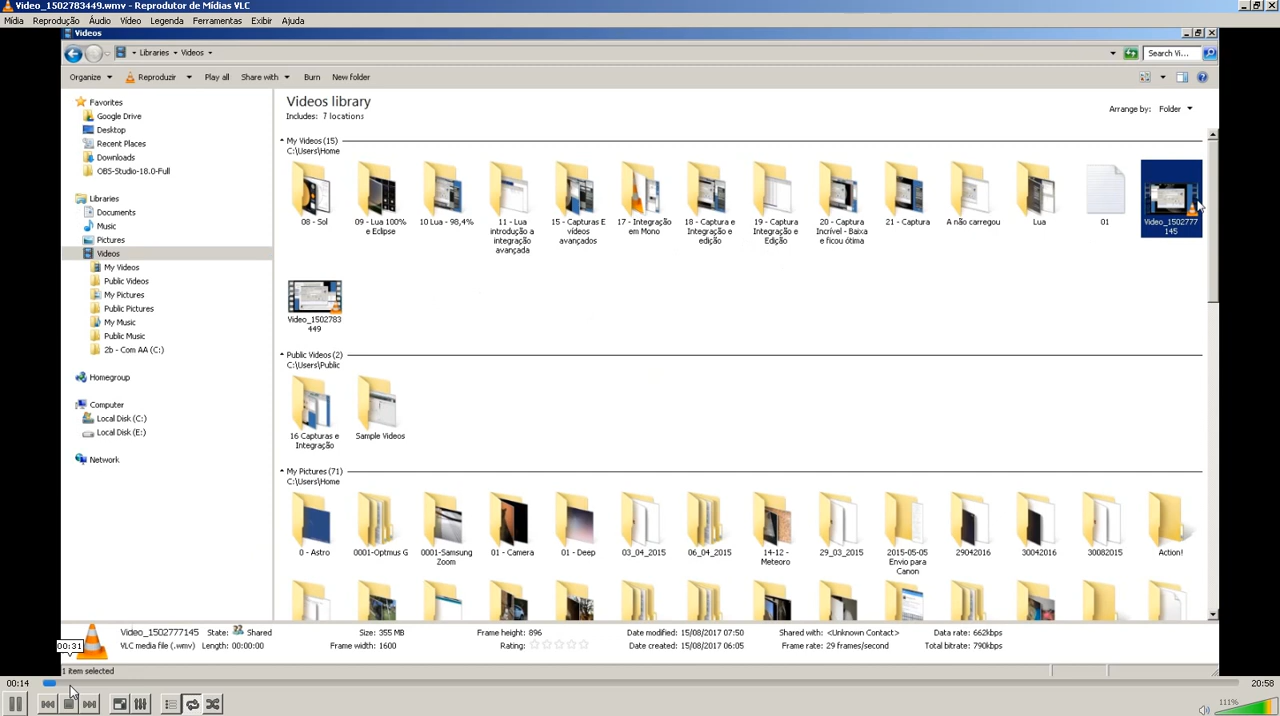 Video_1502783449.wmv - Reprodutor de Mídias VLC
Mídia Reprodução Áudio Vídeo Legenda Ferramentas Exibir Ajuda
Videos
Libraries Videos
Search Vi...
Organize Reproduzir Play all Share with Burn New folder
Favorites
Google Drive
Desktop
Recent Places
Downloads
OBS-Studio-18.0-Full
Libraries
Documents
Music
Pictures
Videos
My Videos
Public Videos
My Pictures
Public Pictures
My Music
Public Music
2b - Com AA (C:)
Homegroup
Computer
Local Disk (C:)
Local Disk (E:)
Network
Videos library
Includes: 7 locations
Arrange by: Folder
My Videos (15)
C:\Users\Home
08 - Sol
09 - Lua 100%
e Eclipse
10 Lua - 98,4%
11 - Lua
introdução a
integração
avançada
15 - Capturas E
vídeos
avançados
17 - Integração
em Mono
18 - Captura e
Integração e
edição
19 - Captura e
Integração e
Edição
20 - Captura
Incrível - Baixa
e ficou ótima
21 - Captura
A não carregou
Lua
01
Video_1502777
145
Video_1502783
449
Public Videos (2)
C:\Users\Public
16 Capturas e
Integração
Sample Videos
My Pictures (71)
C:\Users\Home
0 - Astro
0001-Optmus G
0001-Samsung
Zoom
01 - Camera
01 - Deep
03_04_2015
06_04_2015
14-12 -
Meteoro
29_03_2015
2015-05-05
Envio para
Canon
29042016
30042016
30082015
Action!
Video_1502777145 State: Shared Size: 355 MB Frame height: 896 Date modified: 15/08/2017 07:50 Shared with: <Unknown Contact> Data rate: 662kbps
VLC media file (.wmv) Length: 00:00:00 Frame width: 1600 Rating: Date created: 15/08/2017 06:05 Frame rate: 29 frames/second Total bitrate: 790kbps
00:31
1 item selected
00:14
20:58
111%